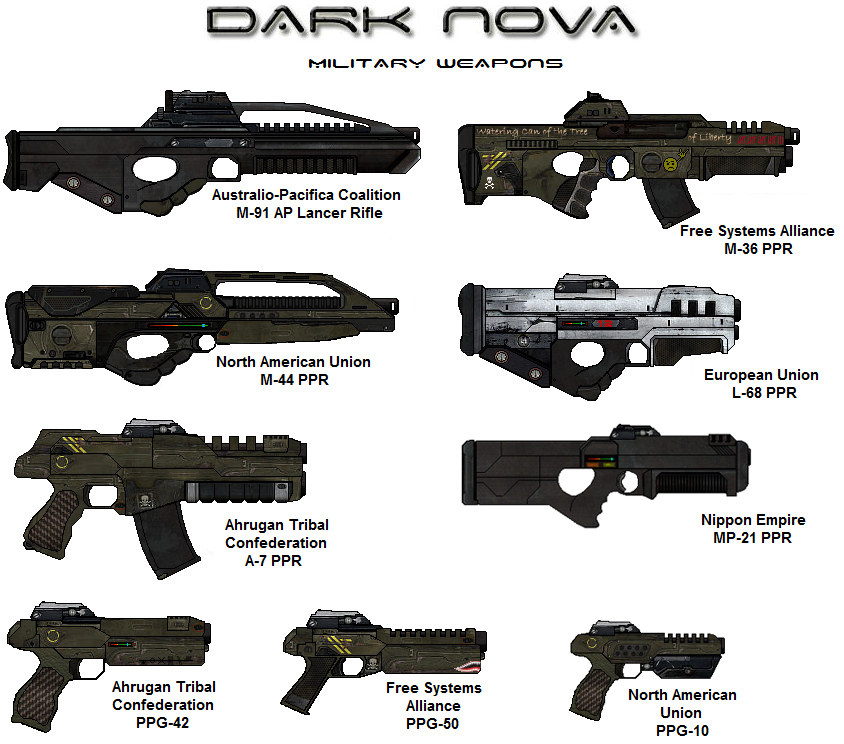 DARK NOVA
MILITARY WEAPONS
Australio-Pacifica Coalition
M-91 AP Lancer Rifle
Watering Can of the Tree of Liberty
Free Systems Alliance
M-36 PPR
North American Union
M-44 PPR
European Union
L-68 PPR
Ahrugan Tribal
Confederation
A-7 PPR
Nippon Empire
MP-21 PPR
Ahrugan Tribal
Confederation
PPG-42
Free Systems
Alliance
PPG-50
North American
Union
PPG-10